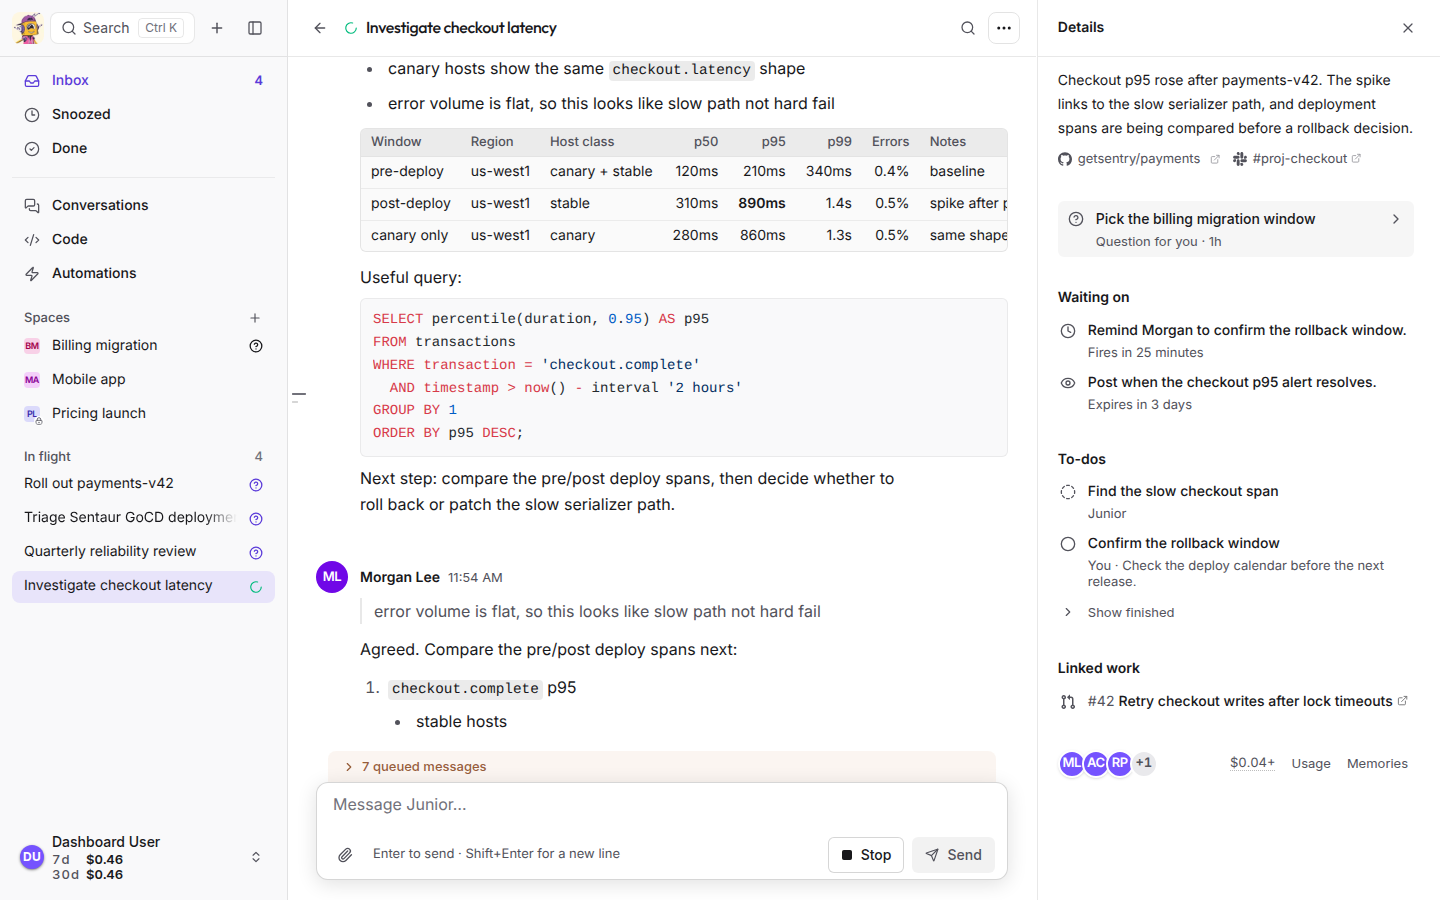 Search Ctrl K
Inbox 4
Snoozed
Done
Conversations
Code
Automations
Spaces
BM Billing migration
MA Mobile app
PL Pricing launch
In flight 4
Roll out payments-v42
Triage Sentaur GoCD deployme
Quarterly reliability review
Investigate checkout latency
DU Dashboard User
7d $0.46
30d $0.46
Investigate checkout latency
• canary hosts show the same checkout.latency shape
• error volume is flat, so this looks like slow path not hard fail
Window Region Host class p50 p95 p99 Errors Notes
pre-deploy us-west1 canary + stable 120ms 210ms 340ms 0.4% baseline
post-deploy us-west1 stable 310ms 890ms 1.4s 0.5% spike after p
canary only us-west1 canary 280ms 860ms 1.3s 0.5% same shape
Useful query:
SELECT percentile(duration, 0.95) AS p95
FROM transactions
WHERE transaction = 'checkout.complete'
AND timestamp > now() - interval '2 hours'
GROUP BY 1
ORDER BY p95 DESC;
Next step: compare the pre/post deploy spans, then decide whether to
roll back or patch the slow serializer path.
ML Morgan Lee 11:54 AM
error volume is flat, so this looks like slow path not hard fail
Agreed. Compare the pre/post deploy spans next:
1. checkout.complete p95
• stable hosts
7 queued messages
Message Junior...
Enter to send · Shift+Enter for a new line
Stop
Send
Details
Checkout p95 rose after payments-v42. The spike
links to the slow serializer path, and deployment
spans are being compared before a rollback decision.
getsentry/payments #proj-checkout
Pick the billing migration window
Question for you · 1h
Waiting on
Remind Morgan to confirm the rollback window.
Fires in 25 minutes
Post when the checkout p95 alert resolves.
Expires in 3 days
To-dos
Find the slow checkout span
Junior
Confirm the rollback window
You · Check the deploy calendar before the next
release.
Show finished
Linked work
#42 Retry checkout writes after lock timeouts
ML AC RP +1 $0.04+ Usage Memories